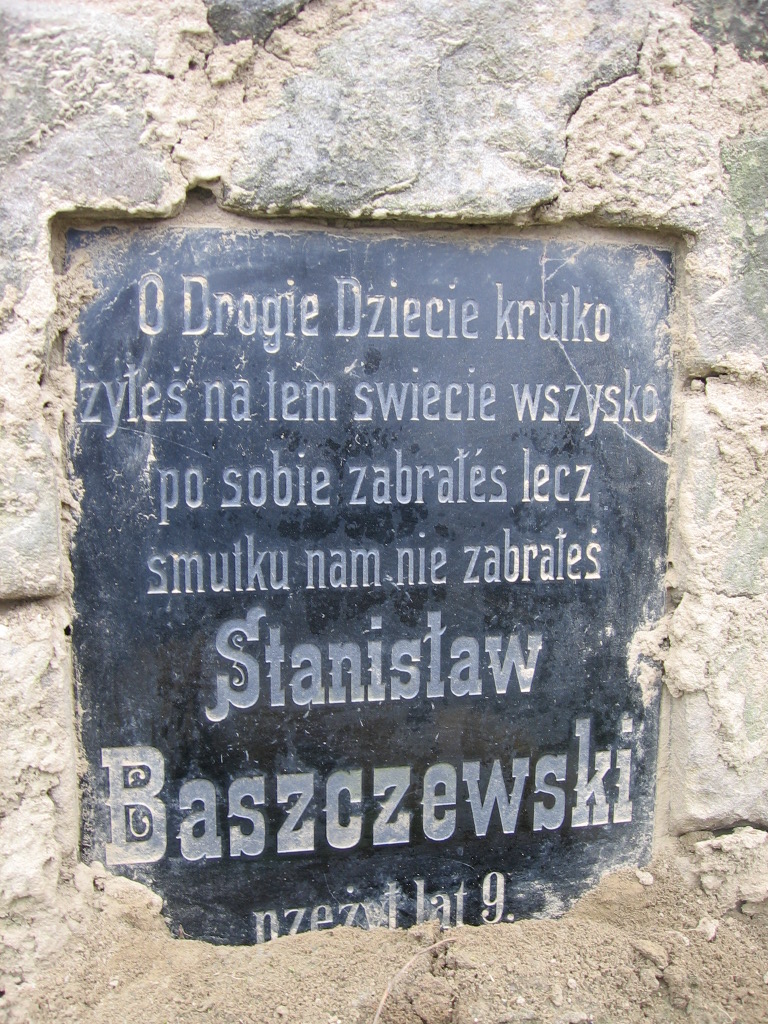 O Drogie Dziecie krutko
żyłeś na tem swiecie wszysko
po sobie zabrałés lecz
smutku nam nie zabrałeś
Stanisław
Baszczewski
przeżył lat 9.